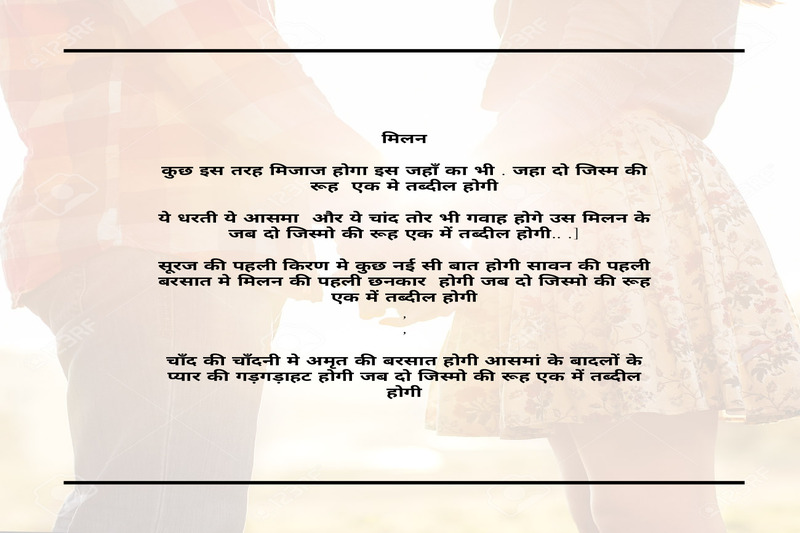 मिलन
कुछ इस तरह मिजाज होगा इस जहाँ का भी . जहा दो जिस्म की
रूह एक मे तब्दील होगी
ये धरती ये आसमा और ये चांद तोर भी गवाह होगे उस मिलन के
जब दो जिस्मो की रूह एक में तब्दील होगी.. .]
सूरज की पहली किरण मे कुछ नई सी बात होगी सावन की पहली
बरसात मे मिलन की पहली छनकार होगी जब दो जिस्मो की रूह
एक में तब्दील होगी
,
,
चाँद की चाँदनी मे अमृत की बरसात होगी आसमां के बादलों के
प्यार की गड़गड़ाहट होगी जब दो जिस्मो की रूह एक में तब्दील
होगी